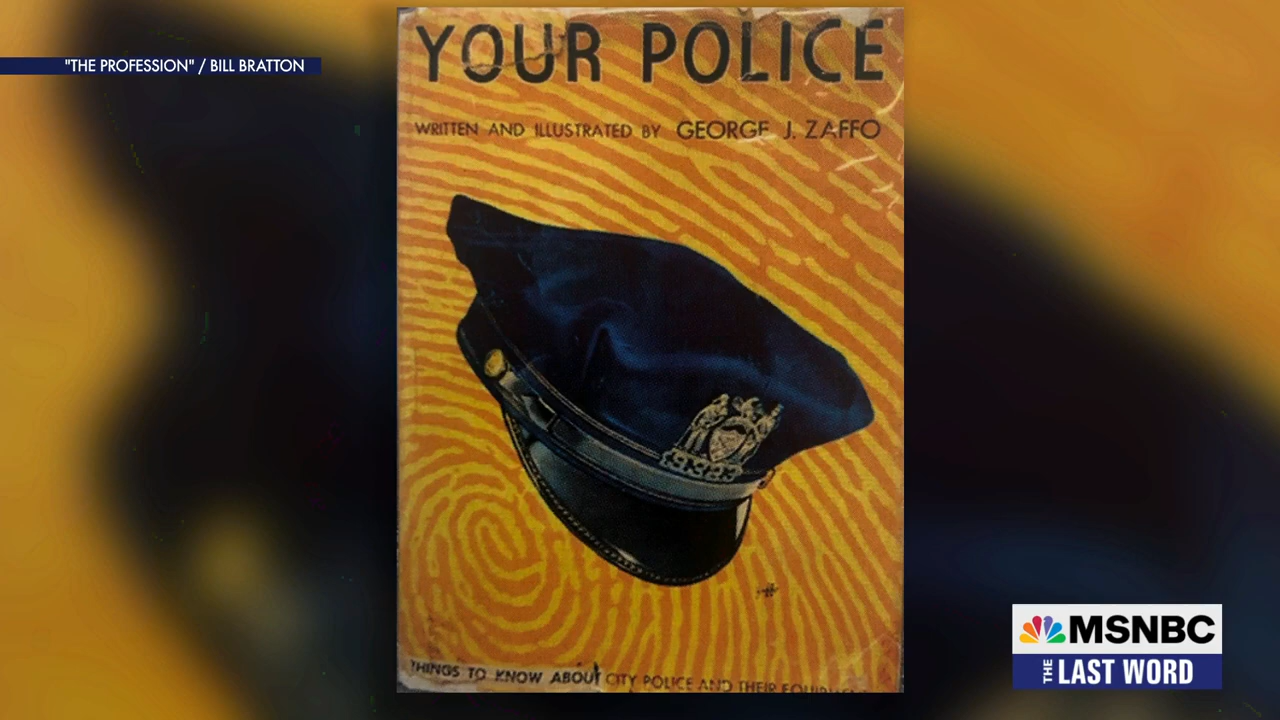 "THE PROFESSION" / BILL BRATTON
YOUR POLICE
WRITTEN AND ILLUSTRATED BY GEORGE J. ZAFFO
THINGS TO KNOW ABOUT CITY POLICE AND THEIR
MSNBC
THE LAST WORD